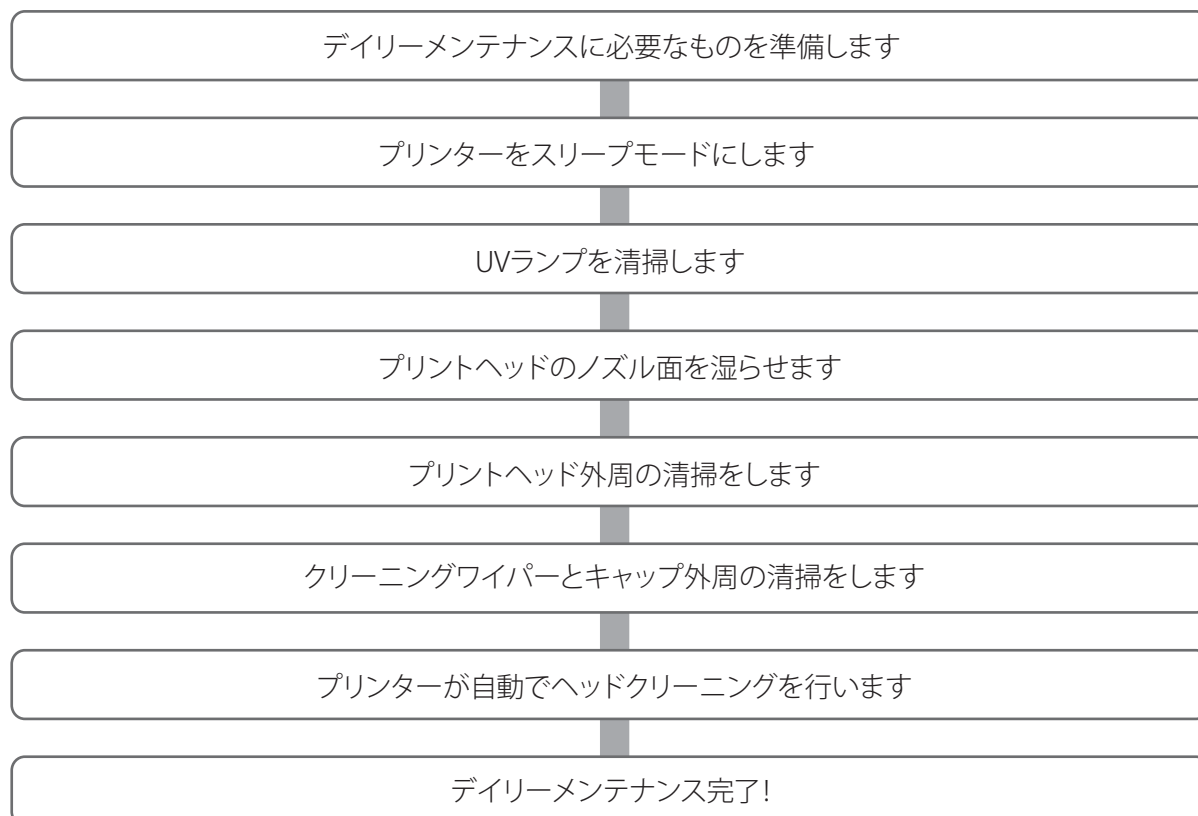 デイリーメンテナンスに必要なものを準備します
プリンターをスリープモードにします
UVランプを清掃します
プリントヘッドのノズル面を湿らせます
プリントヘッド外周の清掃をします
クリーニングワイパーとキャップ外周の清掃をします
プリンターが自動でヘッドクリーニングを行います
デイリーメンテナンス完了!